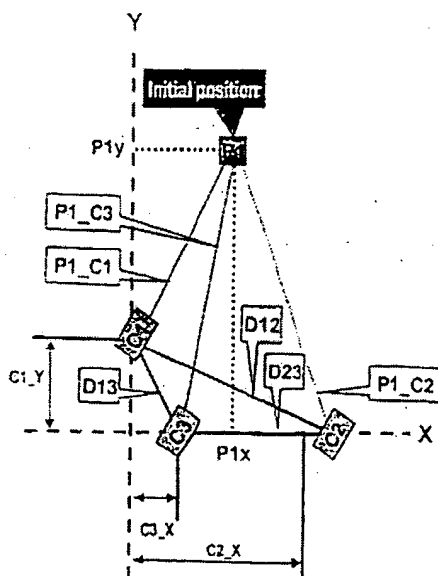 Y
Initial position
P1
P1y
P1_C3
P1_C1
C1
D12
D23
C1_Y
D13
P1_C2
C3
C2
X
P1x
C3_X
C2_X